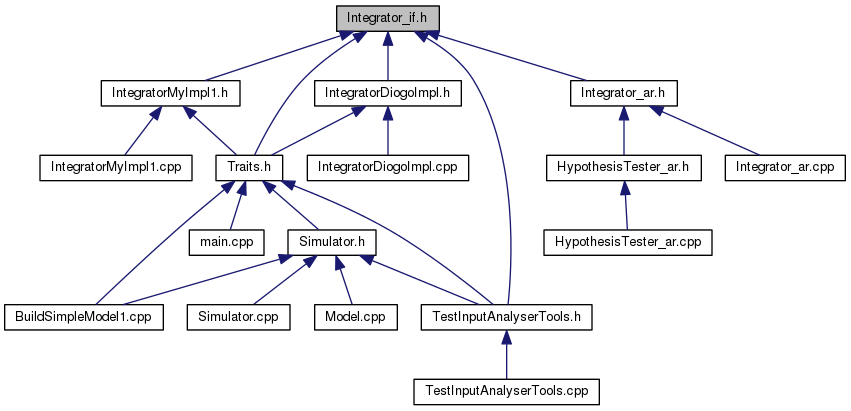 Integrator_if.h
IntegratorMyImpl1.h
IntegratorDiogoImpl.h
Integrator_ar.h
IntegratorMyImpl1.cpp
Traits.h
IntegratorDiogoImpl.cpp
HypothesisTester_ar.h
Integrator_ar.cpp
main.cpp
Simulator.h
HypothesisTester_ar.cpp
BuildSimpleModel1.cpp
Simulator.cpp
Model.cpp
TestInputAnalyserTools.h
TestInputAnalyserTools.cpp